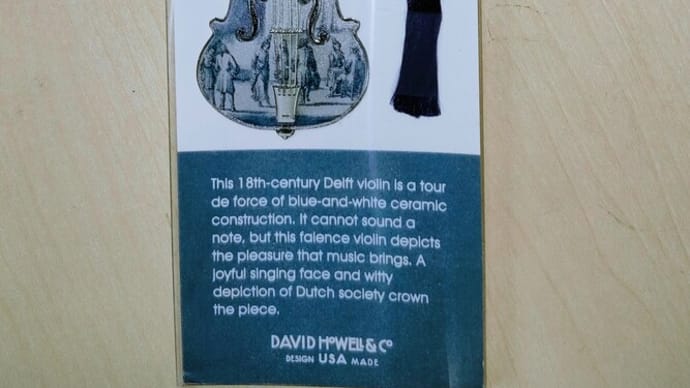 This 18th-century Delft violin is a tour
de force of blue-and-white ceramic
construction. It cannot sound a
note, but this faience violin depicts
the pleasure that music brings. A
joyful singing face and witty
depiction of Dutch society crown
the piece.
DAVID HOWELL & Co
DESIGN USA MADE